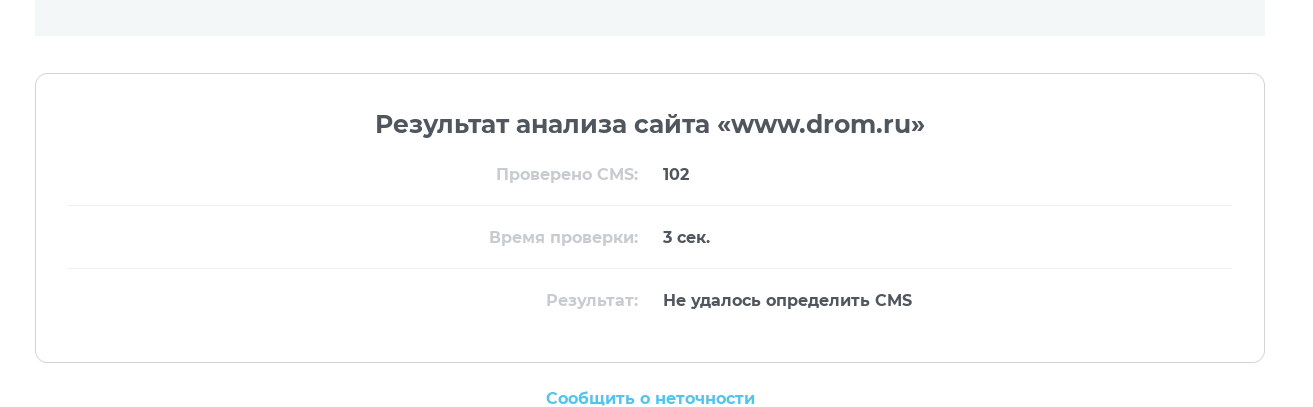 Результат анализа сайта «www.drom.ru»
Проверено CMS: 102
Время проверки: 3 сек.
Результат: Не удалось определить CMS
Сообщить о неточности